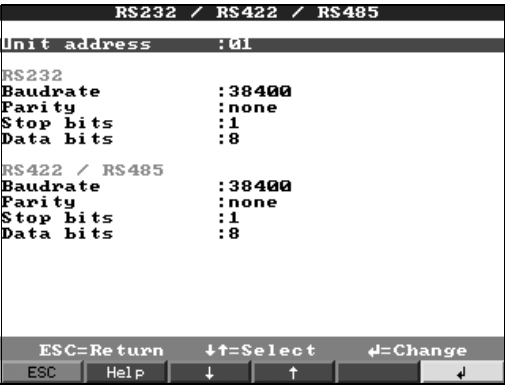 RS232 / RS422 / RS485
Unit address :01
RS232
Baudrate :38400
Parity :none
Stop bits :1
Data bits :8
RS422 / RS485
Baudrate :38400
Parity :none
Stop bits :1
Data bits :8
ESC=Return ↓↑=Select ↵=Change
ESC Help ↓ ↑ ↵